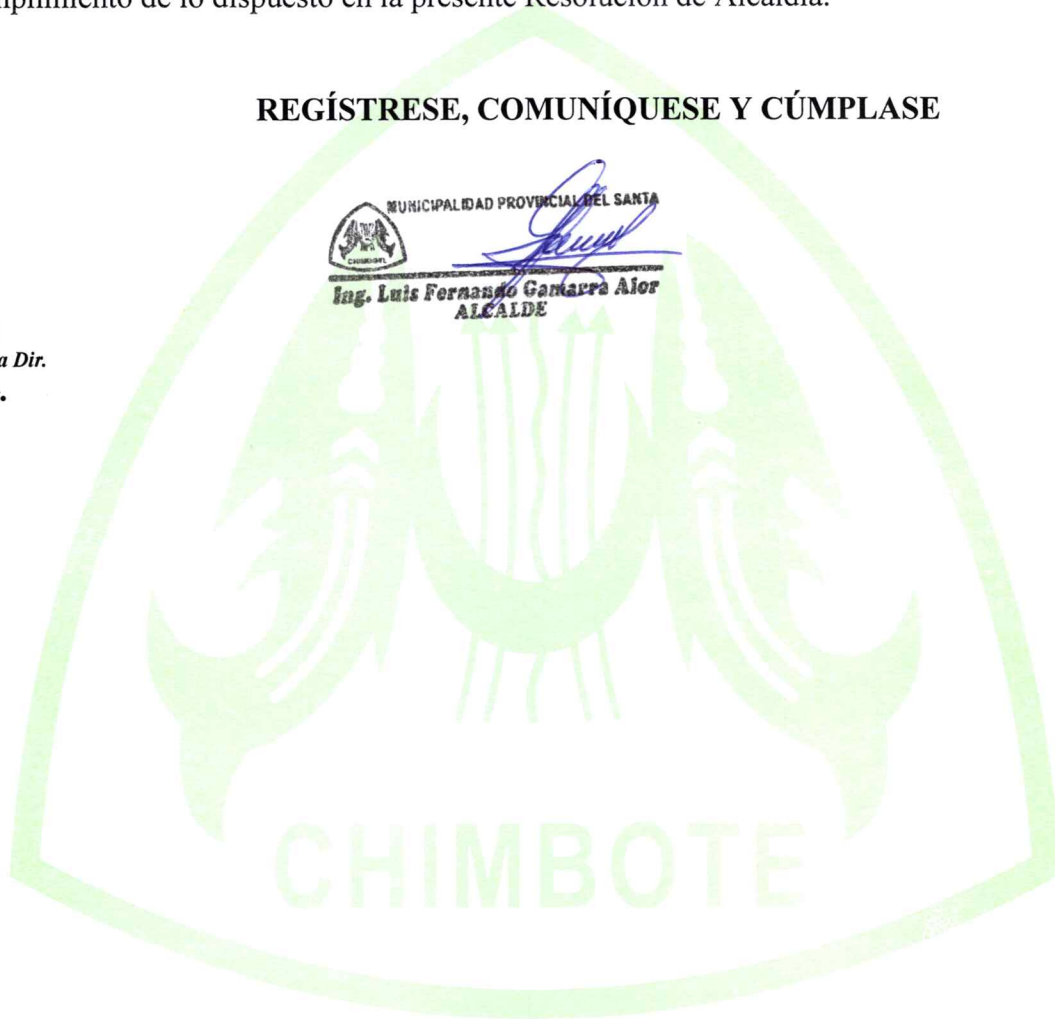 cumplimiento de lo dispuesto en la presente Resolución de Alcaldía.
REGÍSTRESE, COMUNÍQUESE Y CÚMPLASE
MUNICIPALIDAD PROVINCIAL DEL SANTA
CHIMBOTE
Ing. Luis Fernando Gamarra Alor
ALCALDE
a Dir.
CHIMBOTE